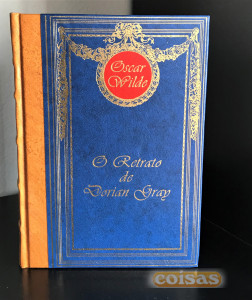 Oscar
Wilde
O Retrato
de
Dorian Gray
coisas